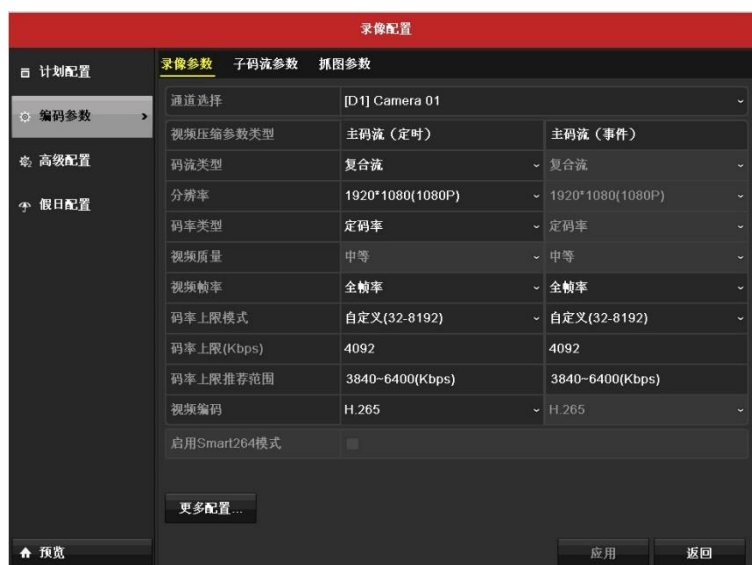 录像配置
计划配置
编码参数
高级配置
假日配置
预览
录像参数 子码流参数 抓图参数
通道选择 [D1] Camera 01
视频压缩参数类型 主码流（定时） 主码流（事件）
码流类型 复合流 复合流
分辨率 1920*1080(1080P) 1920*1080(1080P)
码率类型 定码率 定码率
视频质量 中等 中等
视频帧率 全帧率 全帧率
码率上限模式 自定义(32-8192) 自定义(32-8192)
码率上限(Kbps) 4092 4092
码率上限推荐范围 3840~6400(Kbps) 3840~6400(Kbps)
视频编码 H.265 H.265
启用Smart264模式
更多配置...
应用 返回